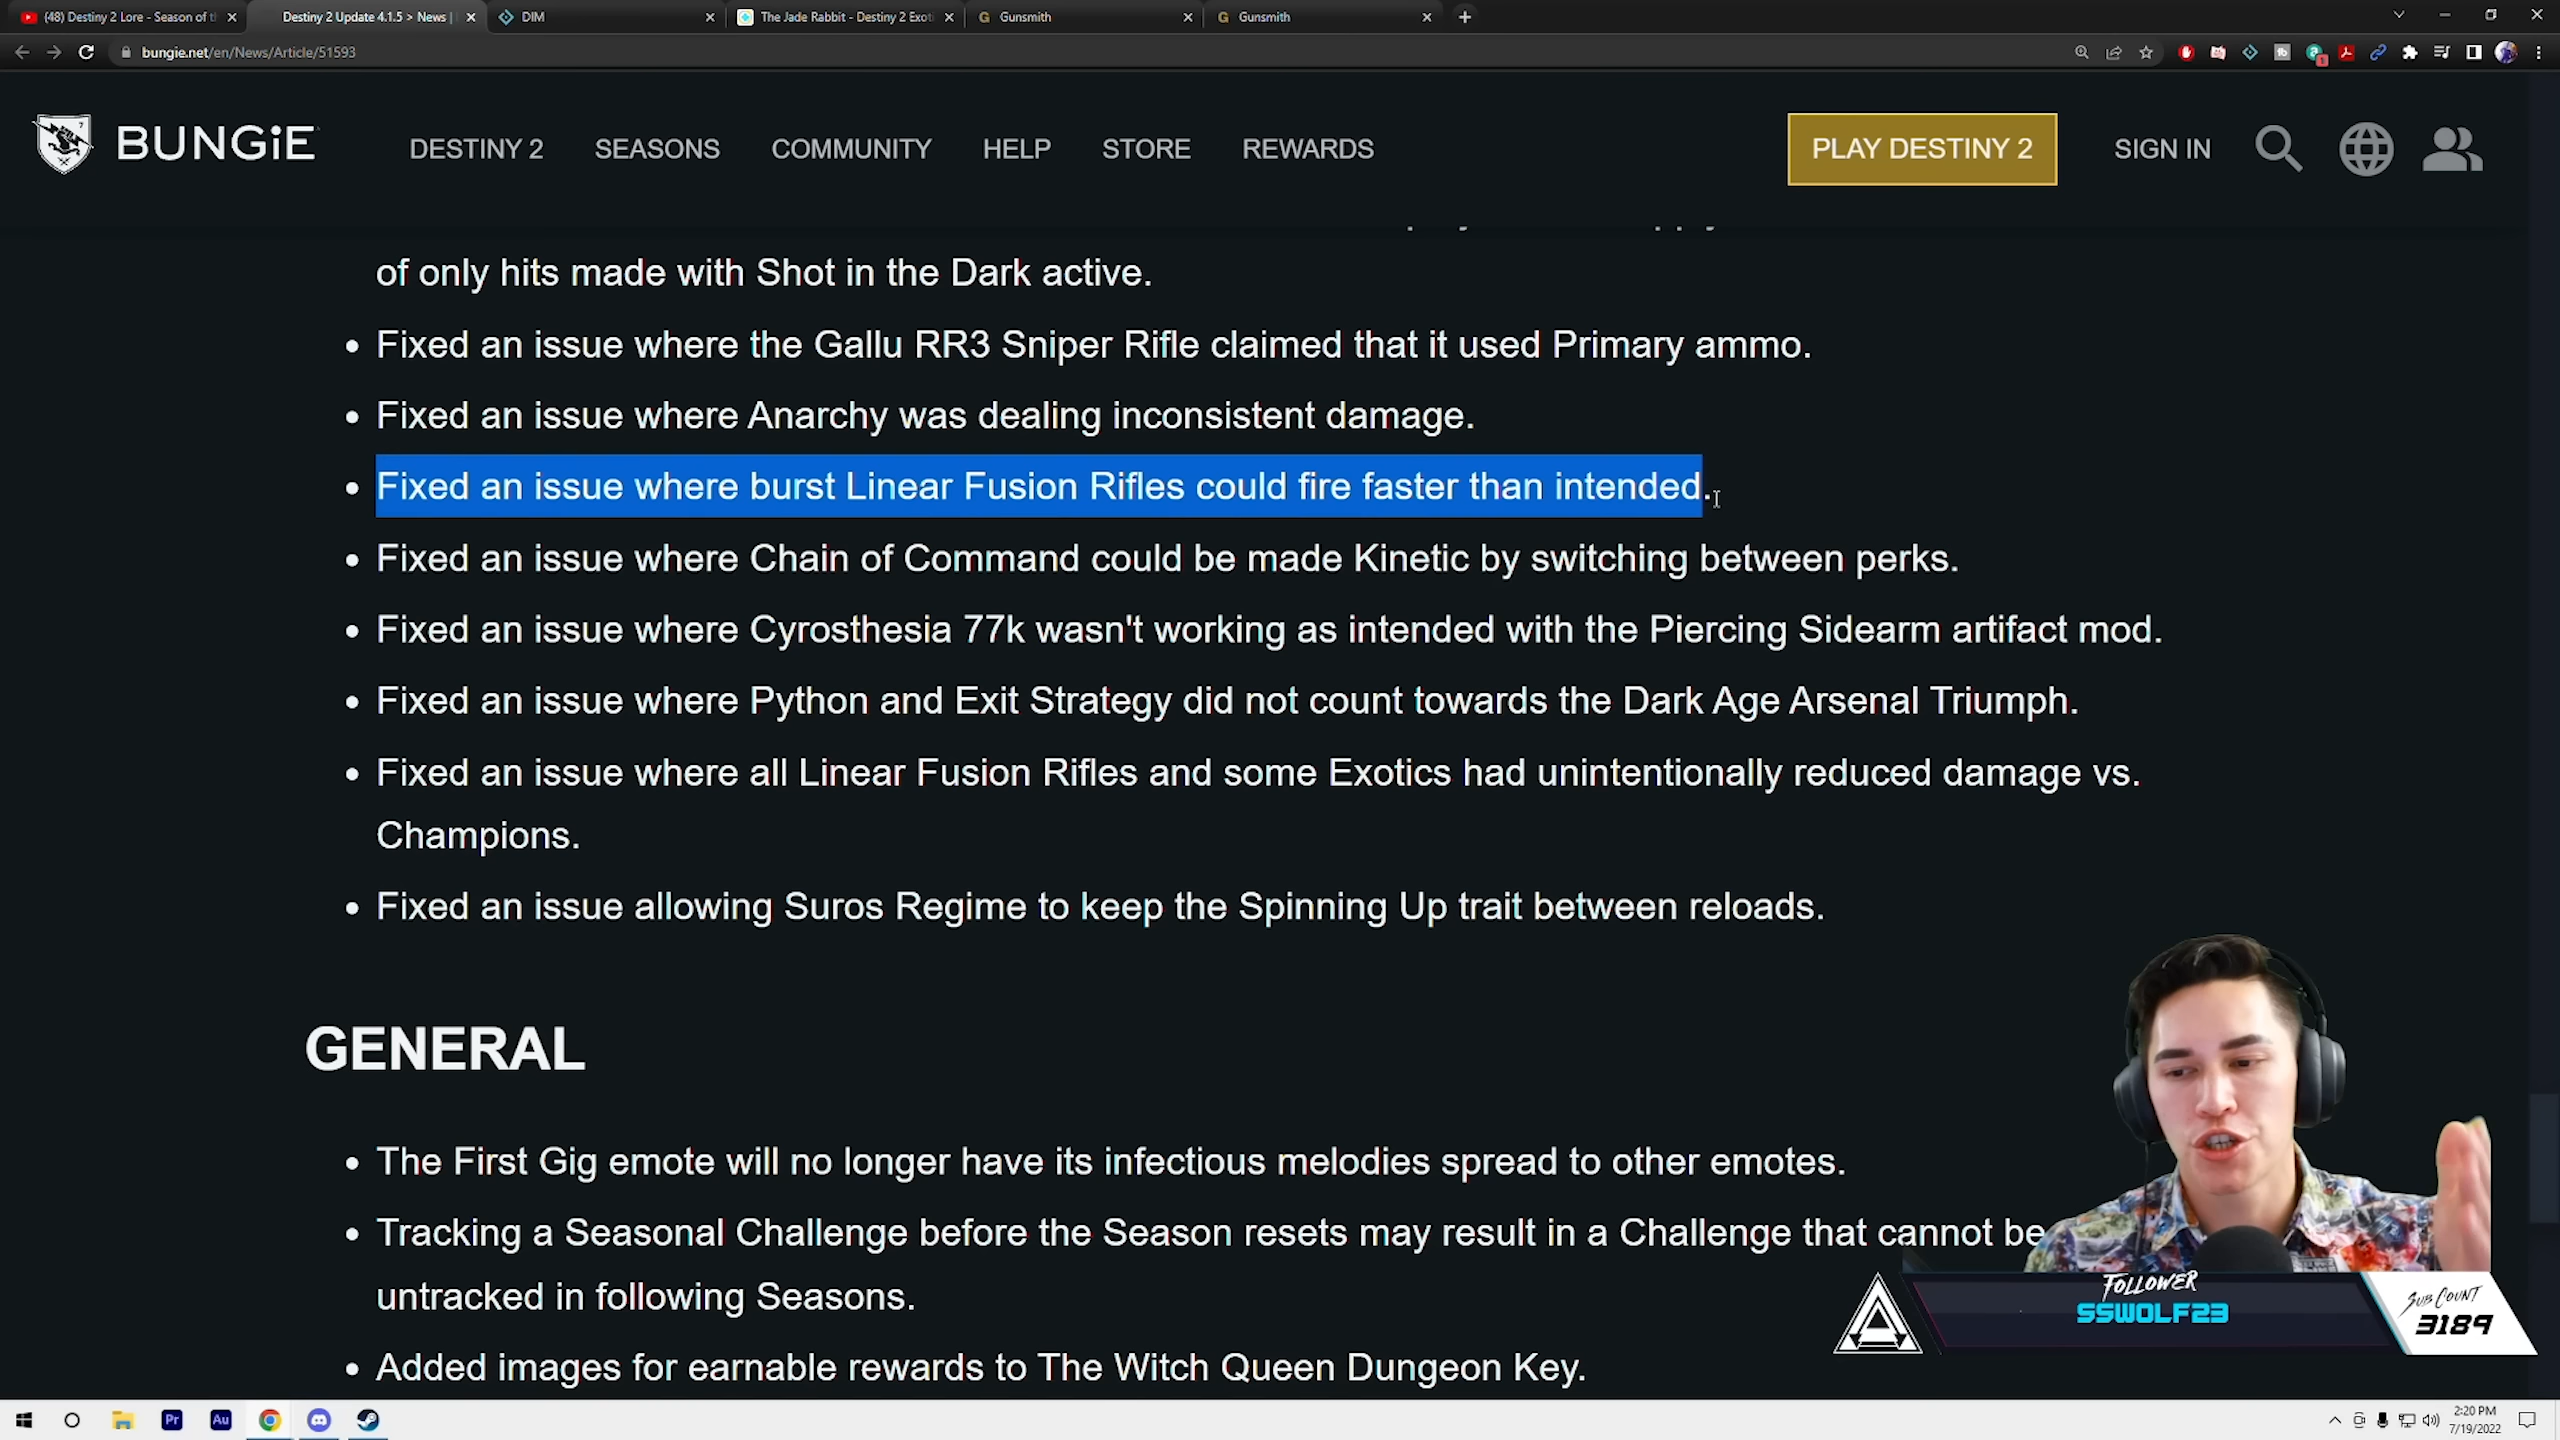 (48) Destiny 2 Lore - Season of t
Destiny 2 Update 4.1.5 > News |
DIM
The Jade Rabbit - Destiny 2 Exoti
G Gunsmith
G Gunsmith
bungie.net/en/News/Article/51593
BUNGiE
DESTINY 2
SEASONS
COMMUNITY
HELP
STORE
REWARDS
PLAY DESTINY 2
SIGN IN
of only hits made with Shot in the Dark active.
• Fixed an issue where the Gallu RR3 Sniper Rifle claimed that it used Primary ammo.
• Fixed an issue where Anarchy was dealing inconsistent damage.
• Fixed an issue where burst Linear Fusion Rifles could fire faster than intended.
• Fixed an issue where Chain of Command could be made Kinetic by switching between perks.
• Fixed an issue where Cyrosthesia 77k wasn't working as intended with the Piercing Sidearm artifact mod.
• Fixed an issue where Python and Exit Strategy did not count towards the Dark Age Arsenal Triumph.
• Fixed an issue where all Linear Fusion Rifles and some Exotics had unintentionally reduced damage vs.
Champions.
• Fixed an issue allowing Suros Regime to keep the Spinning Up trait between reloads.
GENERAL
• The First Gig emote will no longer have its infectious melodies spread to other emotes.
• Tracking a Seasonal Challenge before the Season resets may result in a Challenge that cannot be
untracked in following Seasons.
• Added images for earnable rewards to The Witch Queen Dungeon Key.
FOLLOWER
SSWOLF23
SUB COUNT
3189
Pr
Au
2:20 PM
7/19/2022